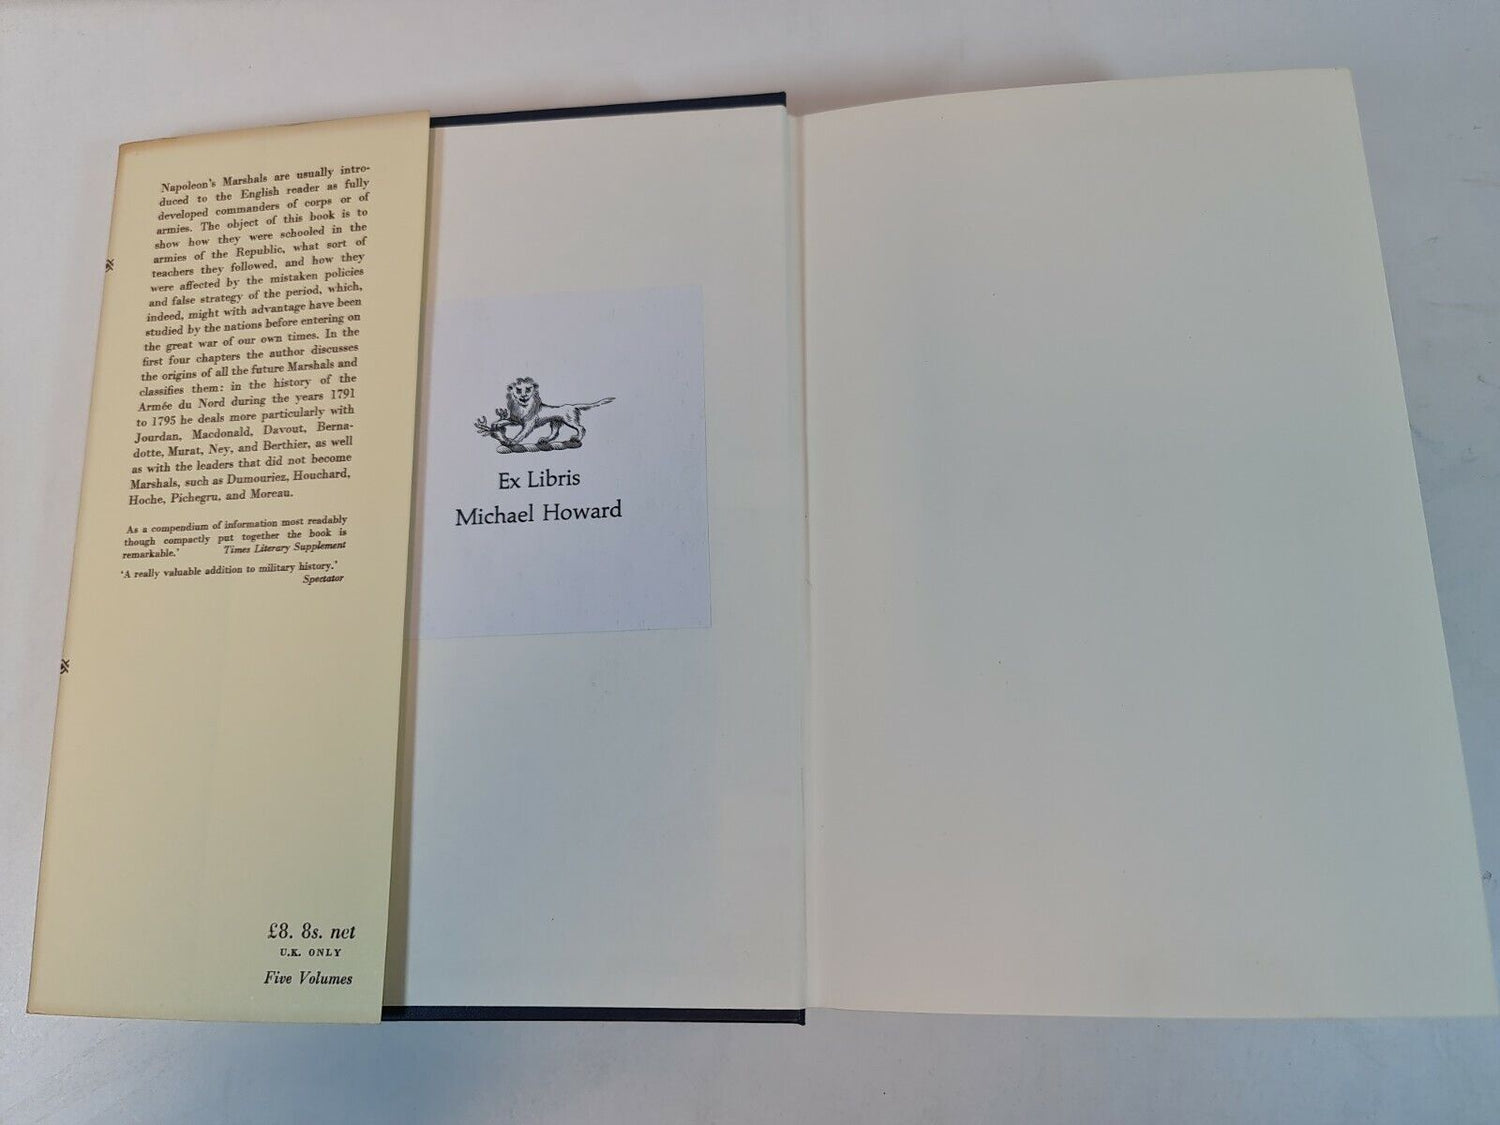 Napoleon's Marshals are usually intro-
duced to the English reader as fully
developed commanders of corps or of
armies. The object of this book is to
show how they were schooled in the
armies of the Republic, what sort of
teachers they followed, and how they
were affected by the mistaken policies
and false strategy of the period, which,
indeed, might with advantage have been
studied by the nations before entering on
the great war of our own times. In the
first four chapters the author discusses
the origins of all the future Marshals and
classifies them: in the history of the
Armée du Nord during the years 1791
to 1795 he deals more particularly with
Jourdan, Macdonald, Davout, Berna-
dotte, Murat, Ney, and Berthier, as well
as with the leaders that did not become
Marshals, such as Dumouriez, Houchard,
Hoche, Pichegru, and Moreau.
As a compendium of information most readably
though compactly put together the book is
remarkable.' Times Literary Supplement
'A really valuable addition to military history.'
Spectator
£8. 8s. net
U.K. ONLY
Five Volumes
Ex Libris
Michael Howard